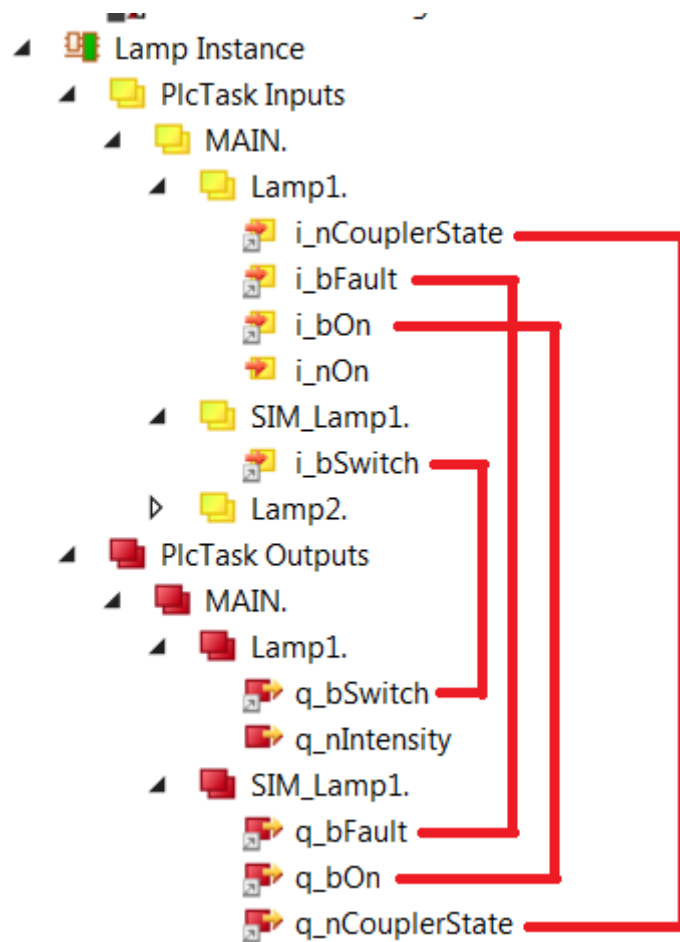 Lamp Instance
PlcTask Inputs
MAIN.
Lamp1.
i_nCouplerState
i_bFault
i_bOn
i_nOn
SIM_Lamp1.
i_bSwitch
Lamp2.
PlcTask Outputs
MAIN.
Lamp1.
q_bSwitch
q_nIntensity
SIM_Lamp1.
q_bFault
q_bOn
q_nCouplerState